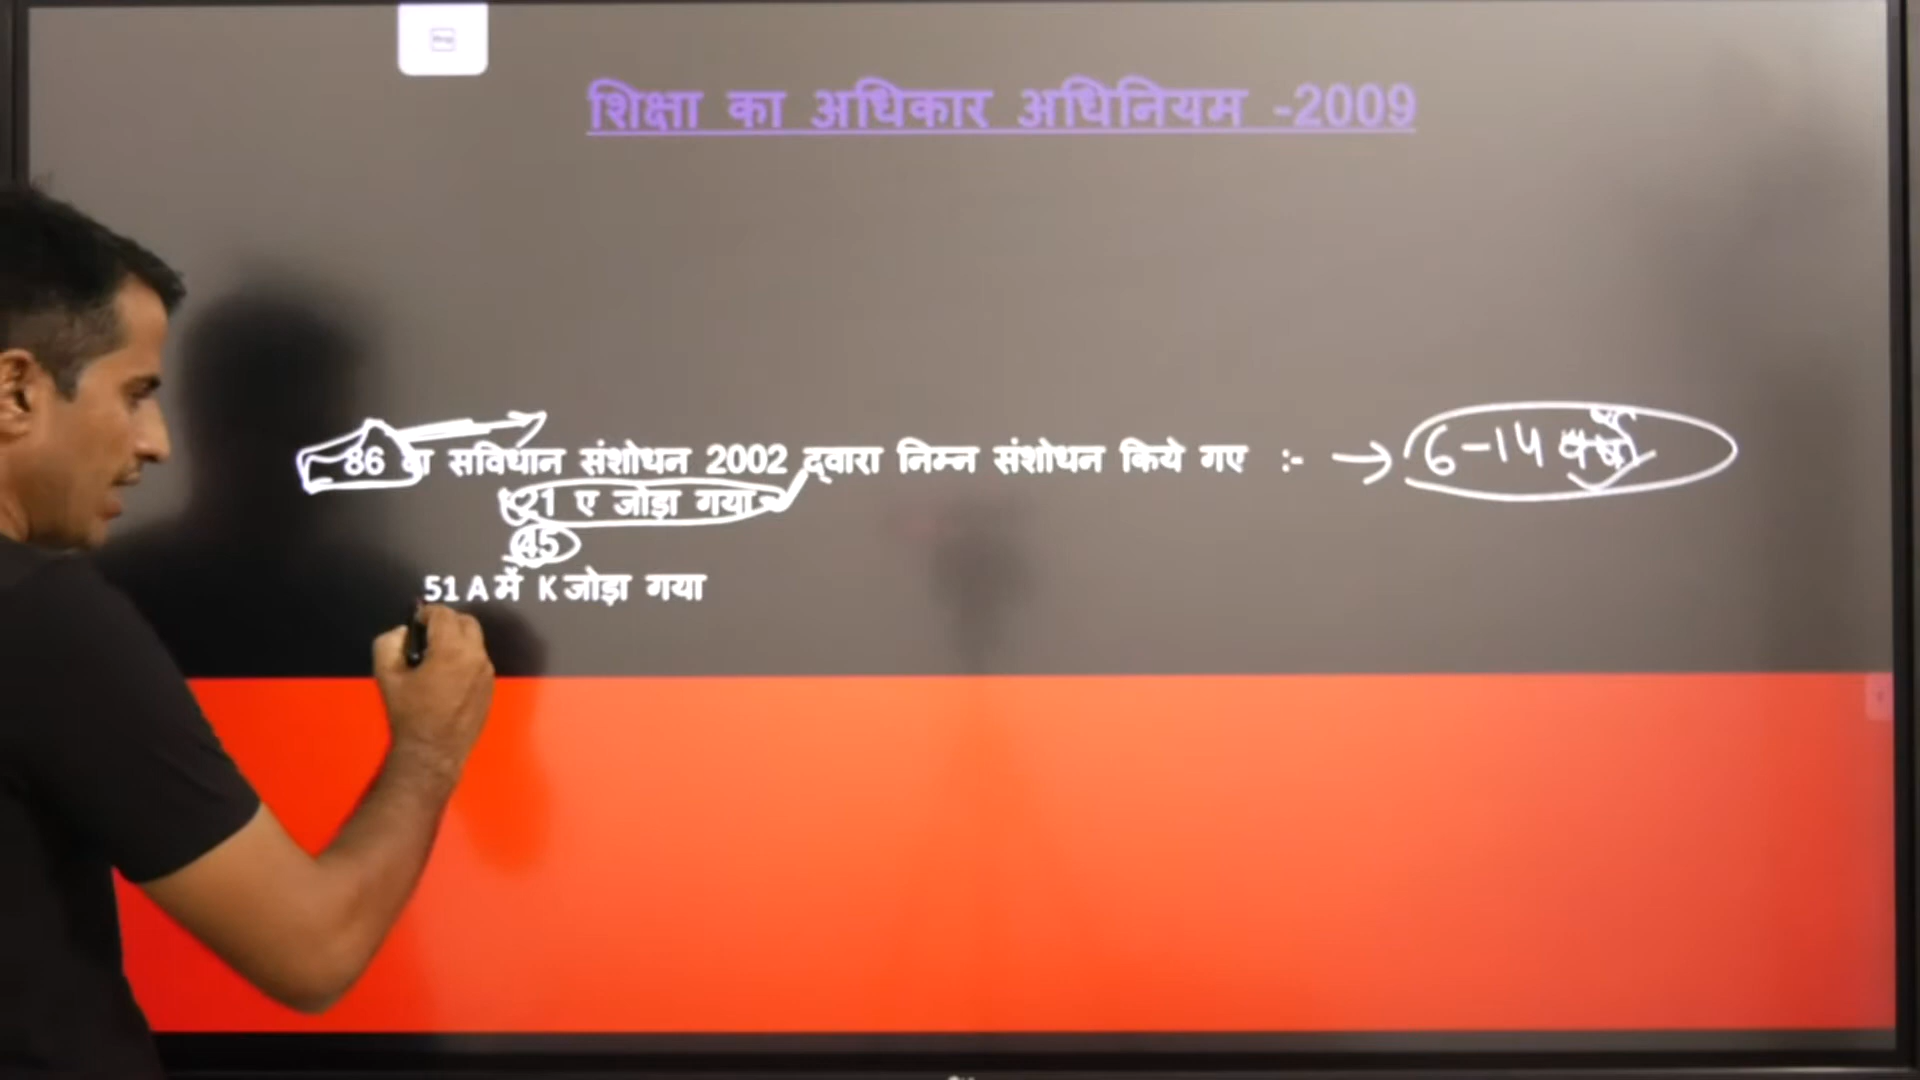 शिक्षा का अधिकार अधिनियम -2009
86 वा सविधान संशोधन 2002 द्वारा निम्न संशोधन किये गए :- → 6-14 वर्ष
21 ए जोड़ा गया
45
51 A में K जोड़ा गया